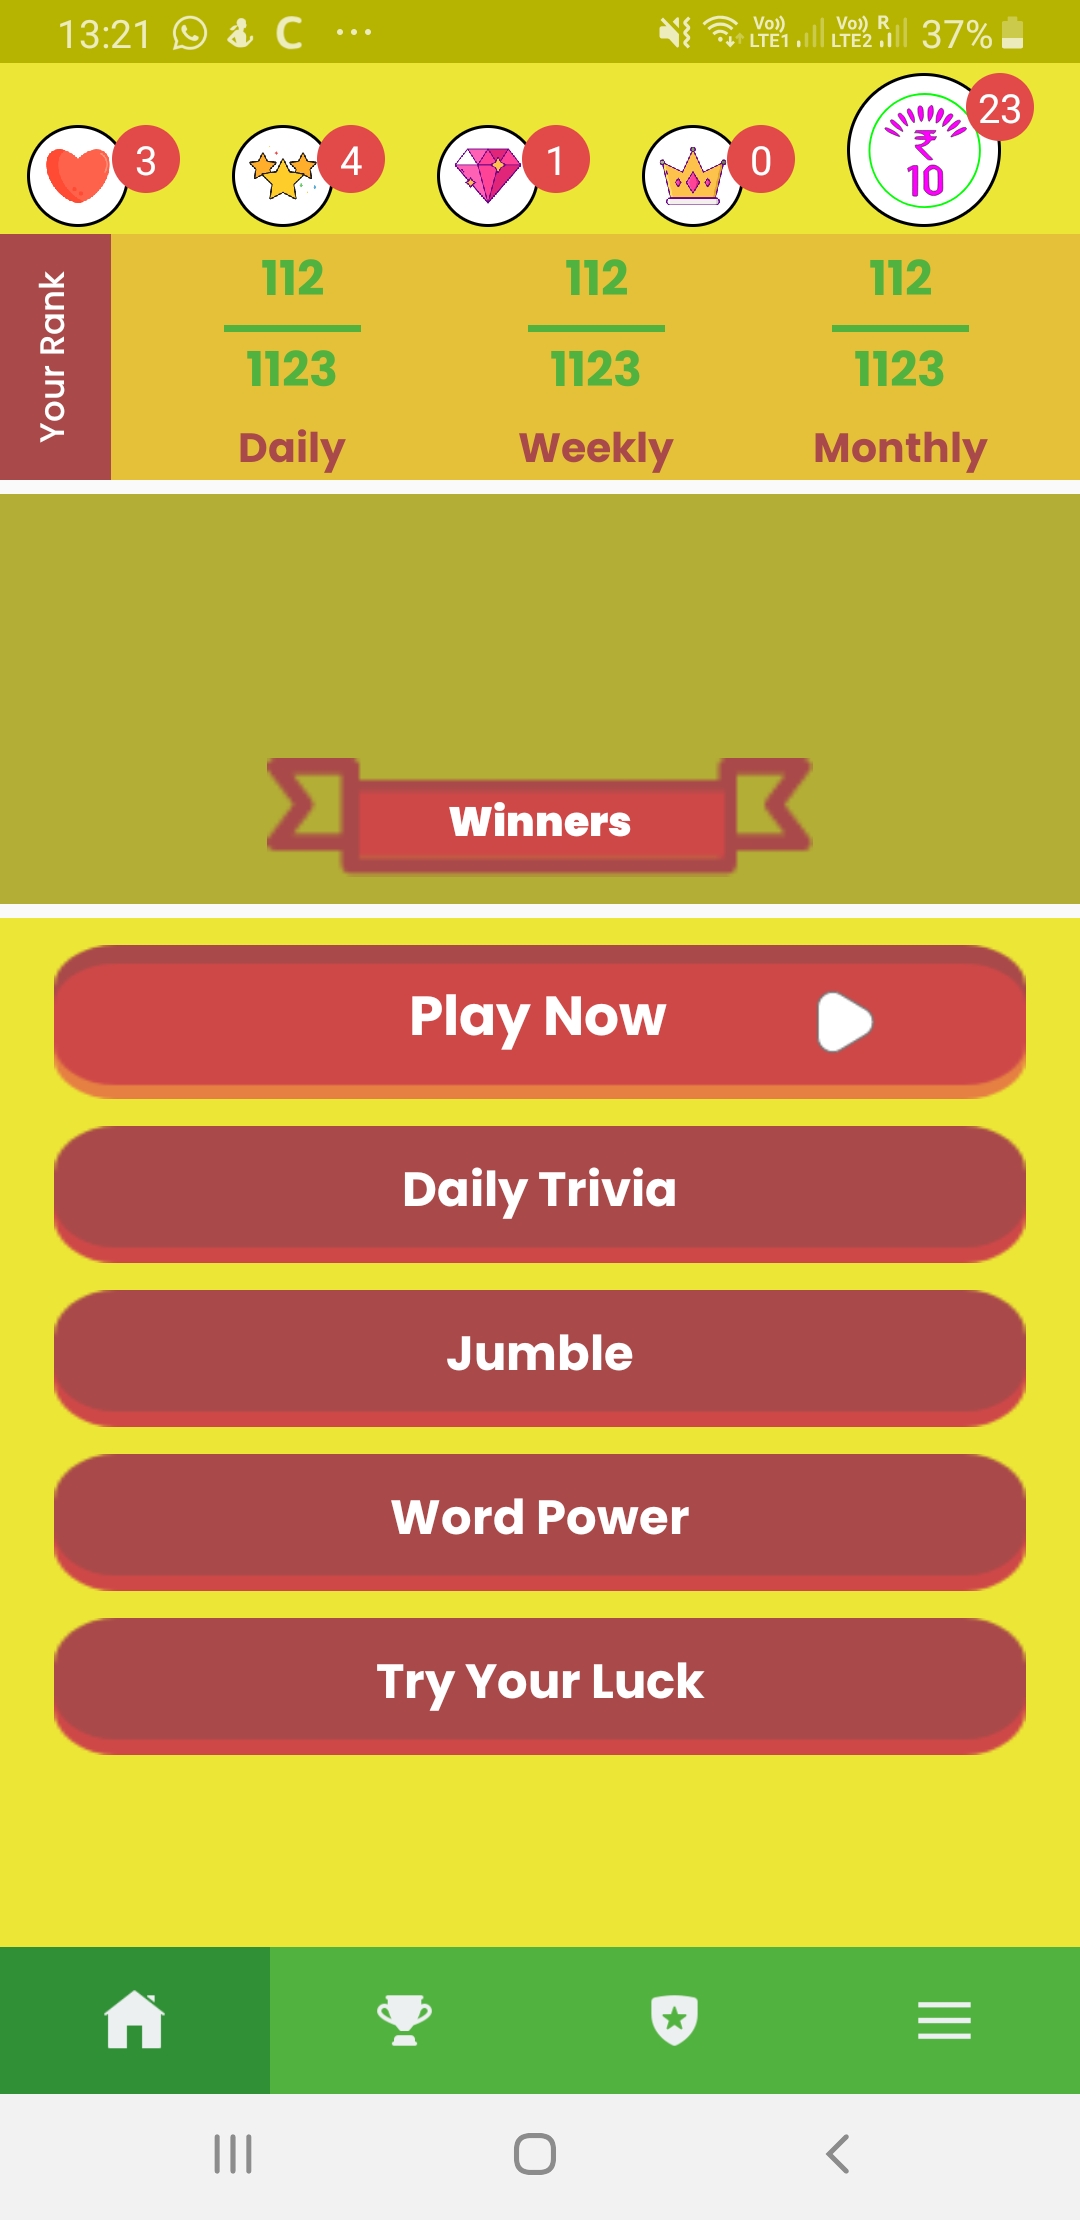 13:21 C ... Vo)) LTE1 Vo)) LTE2 R 37%
3 4 1 0 ₹ 10 23
Your Rank
112 112 112
1123 1123 1123
Daily Weekly Monthly
Winners
Play Now
Daily Trivia
Jumble
Word Power
Try Your Luck